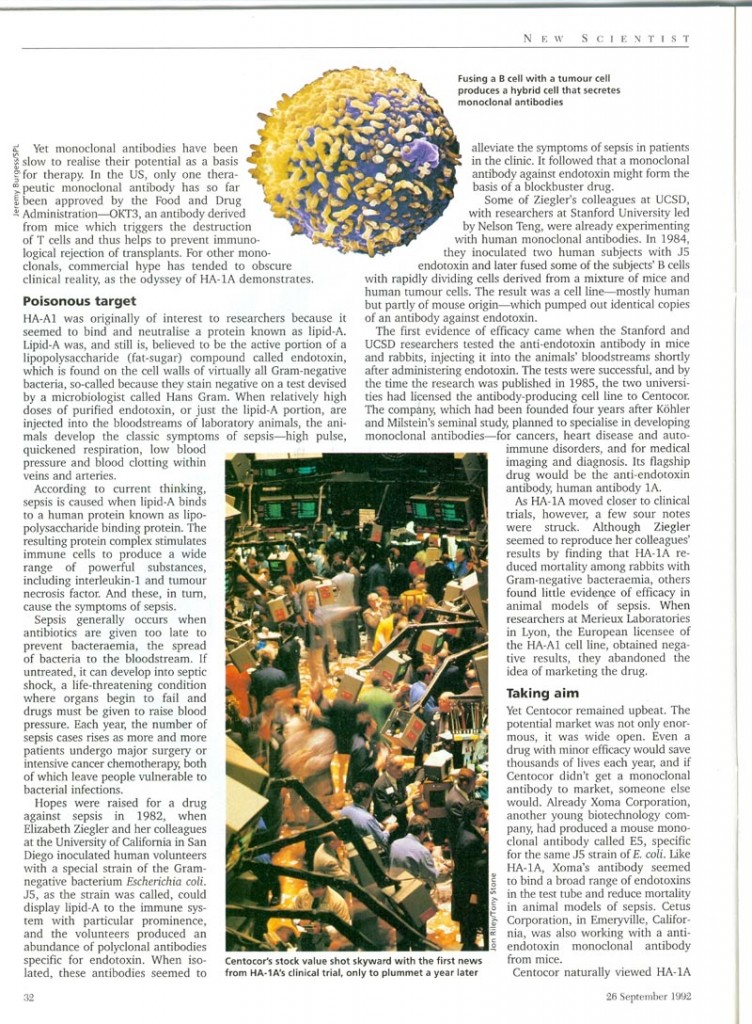 NEW SCIENTIST
Fusing a B cell with a tumour cell
produces a hybrid cell that secretes
monoclonal antibodies
Jeremy Burgess/SPL
Yet monoclonal antibodies have been
slow to realise their potential as a basis
for therapy. In the US, only one thera-
peutic monoclonal antibody has so far
been approved by the Food and Drug
Administration—OKT3, an antibody derived
from mice which triggers the destruction
of T cells and thus helps to prevent immuno-
logical rejection of transplants. For other mono-
clonals, commercial hype has tended to obscure
clinical reality, as the odyssey of HA-1A demonstrates.
Poisonous target
HA-A1 was originally of interest to researchers because it
seemed to bind and neutralise a protein known as lipid-A.
Lipid-A was, and still is, believed to be the active portion of a
lipopolysaccharide (fat-sugar) compound called endotoxin,
which is found on the cell walls of virtually all Gram-negative
bacteria, so-called because they stain negative on a test devised
by a microbiologist called Hans Gram. When relatively high
doses of purified endotoxin, or just the lipid-A portion, are
injected into the bloodstreams of laboratory animals, the ani-
mals develop the classic symptoms of sepsis—high pulse,
quickened respiration, low blood
pressure and blood clotting within
veins and arteries.
According to current thinking,
sepsis is caused when lipid-A binds
to a human protein known as lipo-
polysaccharide binding protein. The
resulting protein complex stimulates
immune cells to produce a wide
range of powerful substances,
including interleukin-1 and tumour
necrosis factor. And these, in turn,
cause the symptoms of sepsis.
Sepsis generally occurs when
antibiotics are given too late to
prevent bacteraemia, the spread
of bacteria to the bloodstream. If
untreated, it can develop into septic
shock, a life-threatening condition
where organs begin to fail and
drugs must be given to raise blood
pressure. Each year, the number of
sepsis cases rises as more and more
patients undergo major surgery or
intensive cancer chemotherapy, both
of which leave people vulnerable to
bacterial infections.
Hopes were raised for a drug
against sepsis in 1982, when
Elizabeth Ziegler and her colleagues
at the University of California in San
Diego inoculated human volunteers
with a special strain of the Gram-
negative bacterium Escherichia coli.
J5, as the strain was called, could
display lipid-A to the immune sys-
tem with particular prominence,
and the volunteers produced an
abundance of polyclonal antibodies
specific for endotoxin. When iso-
lated, these antibodies seemed to
alleviate the symptoms of sepsis in patients
in the clinic. It followed that a monoclonal
antibody against endotoxin might form the
basis of a blockbuster drug.
Some of Ziegler's colleagues at UCSD,
with researchers at Stanford University led
by Nelson Teng, were already experimenting
with human monoclonal antibodies. In 1984,
they inoculated two human subjects with J5
endotoxin and later fused some of the subjects' B cells
with rapidly dividing cells derived from a mixture of mice and
human tumour cells. The result was a cell line—mostly human
but partly of mouse origin—which pumped out identical copies
of an antibody against endotoxin.
The first evidence of efficacy came when the Stanford and
UCSD researchers tested the anti-endotoxin antibody in mice
and rabbits, injecting it into the animals' bloodstreams shortly
after administering endotoxin. The tests were successful, and by
the time the research was published in 1985, the two universi-
ties had licensed the antibody-producing cell line to Centocor.
The company, which had been founded four years after Köhler
and Milstein's seminal study, planned to specialise in developing
monoclonal antibodies—for cancers, heart disease and auto-
immune disorders, and for medical
imaging and diagnosis. Its flagship
drug would be the anti-endotoxin
antibody, human antibody 1A.
As HA-1A moved closer to clinical
trials, however, a few sour notes
were struck. Although Ziegler
seemed to reproduce her colleagues'
results by finding that HA-1A re-
duced mortality among rabbits with
Gram-negative bacteraemia, others
found little evidence of efficacy in
animal models of sepsis. When
researchers at Merieux Laboratories
in Lyon, the European licensee of
the HA-A1 cell line, obtained nega-
tive results, they abandoned the
idea of marketing the drug.
Taking aim
Yet Centocor remained upbeat. The
potential market was not only enor-
mous, it was wide open. Even a
drug with minor efficacy would save
thousands of lives each year, and if
Centocor didn't get a monoclonal
antibody to market, someone else
would. Already Xoma Corporation,
another young biotechnology com-
pany, had produced a mouse mono-
clonal antibody called E5, specific
for the same J5 strain of E. coli. Like
HA-1A, Xoma's antibody seemed
to bind a broad range of endotoxins
in the test tube and reduce mortality
in animal models of sepsis. Cetus
Corporation, in Emeryville, Califor-
nia, was also working with a anti-
endotoxin monoclonal antibody
from mice.
Centocor naturally viewed HA-1A
Jon Riley/Tony Stone
Centocor's stock value shot skyward with the first news
from HA-1A's clinical trial, only to plummet a year later
32
26 September 1992